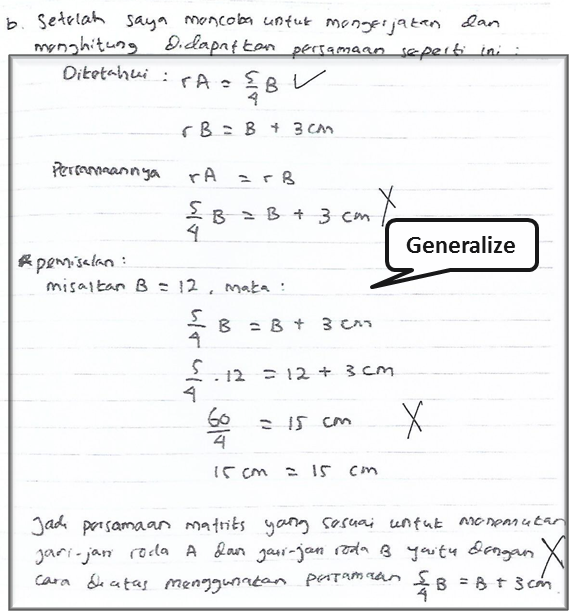 b. Setelah saya mencoba untuk mengerjakan dan
menghitung Didapatkan persamaan seperti ini :
Diketahui : rA = 5/4 B ✓
rB = B + 3 cm
Persamaannya rA = rB
5/4 B = B + 3 cm X
Generalize
pemisalan :
misalkan B = 12, maka :
5/4 B = B + 3 cm
5/4 . 12 = 12 + 3 cm
60/4 = 15 cm X
15 cm = 15 cm
Jadi persamaan matriks yang sesuai untuk menemukan
jari-jari roda A dan jari-jari roda B yaitu dengan X
cara diatas menggunakan persamaan 5/4 B = B + 3 cm.